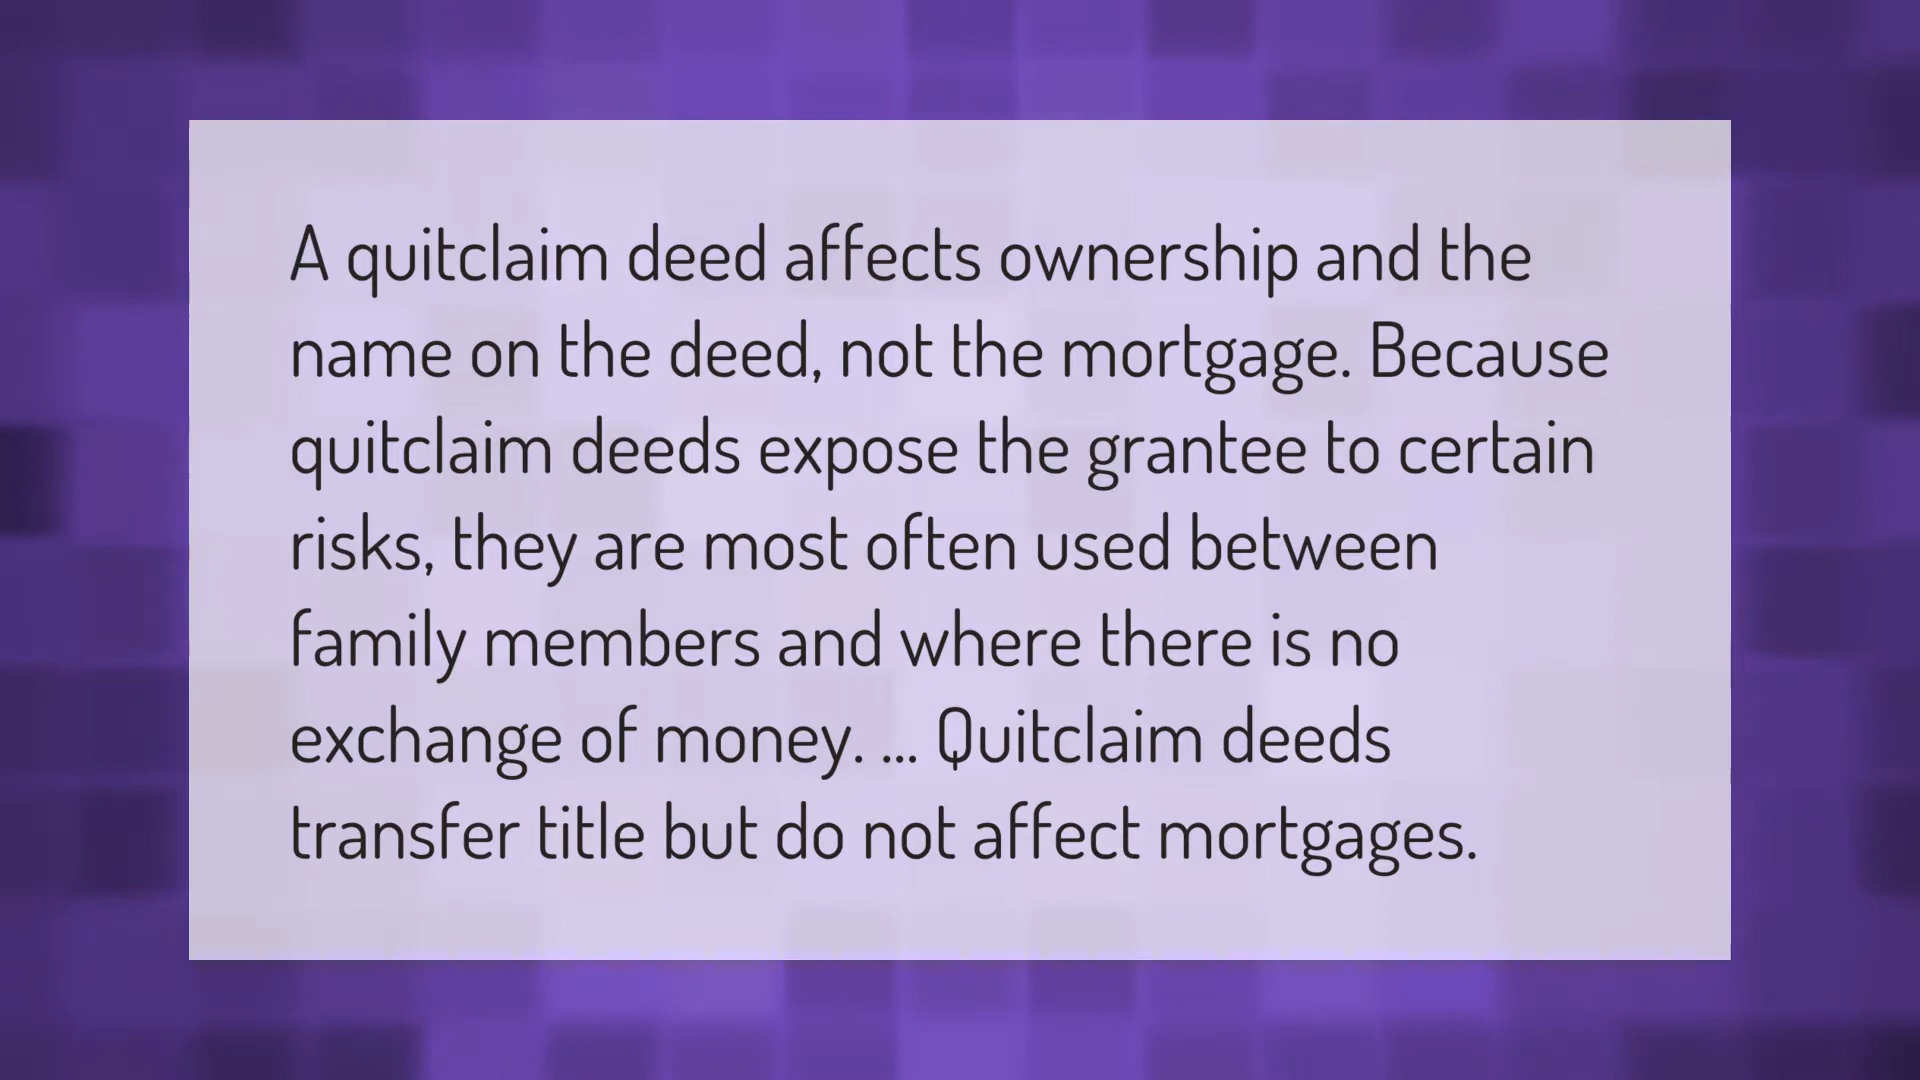 A quitclaim deed affects ownership and the
name on the deed, not the mortgage. Because
quitclaim deeds expose the grantee to certain
risks, they are most often used between
family members and where there is no
exchange of money. ... Quitclaim deeds
transfer title but do not affect mortgages.